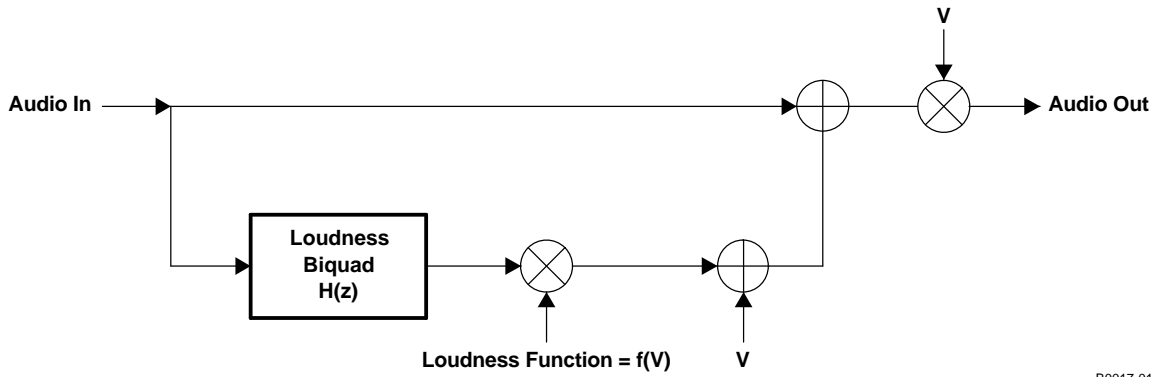 V
Audio In
Audio Out
Loudness
Biquad
H(z)
Loudness Function = f(V)
V